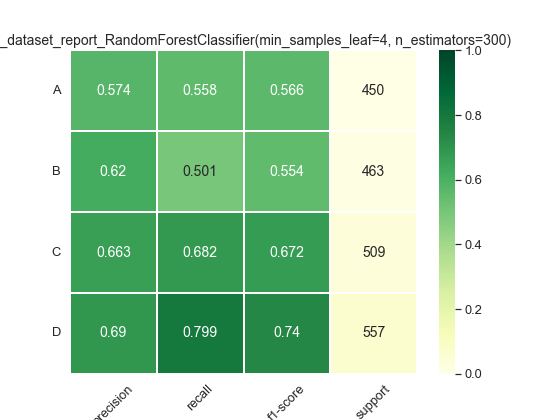 _dataset_report_RandomForestClassifier(min_samples_leaf=4, n_estimators=300)
A 0.574 0.558 0.566 450
B 0.62 0.501 0.554 463
C 0.663 0.682 0.672 509
D 0.69 0.799 0.74 557
recision recall f1-score support
1.0
0.8
0.6
0.4
0.2
0.0